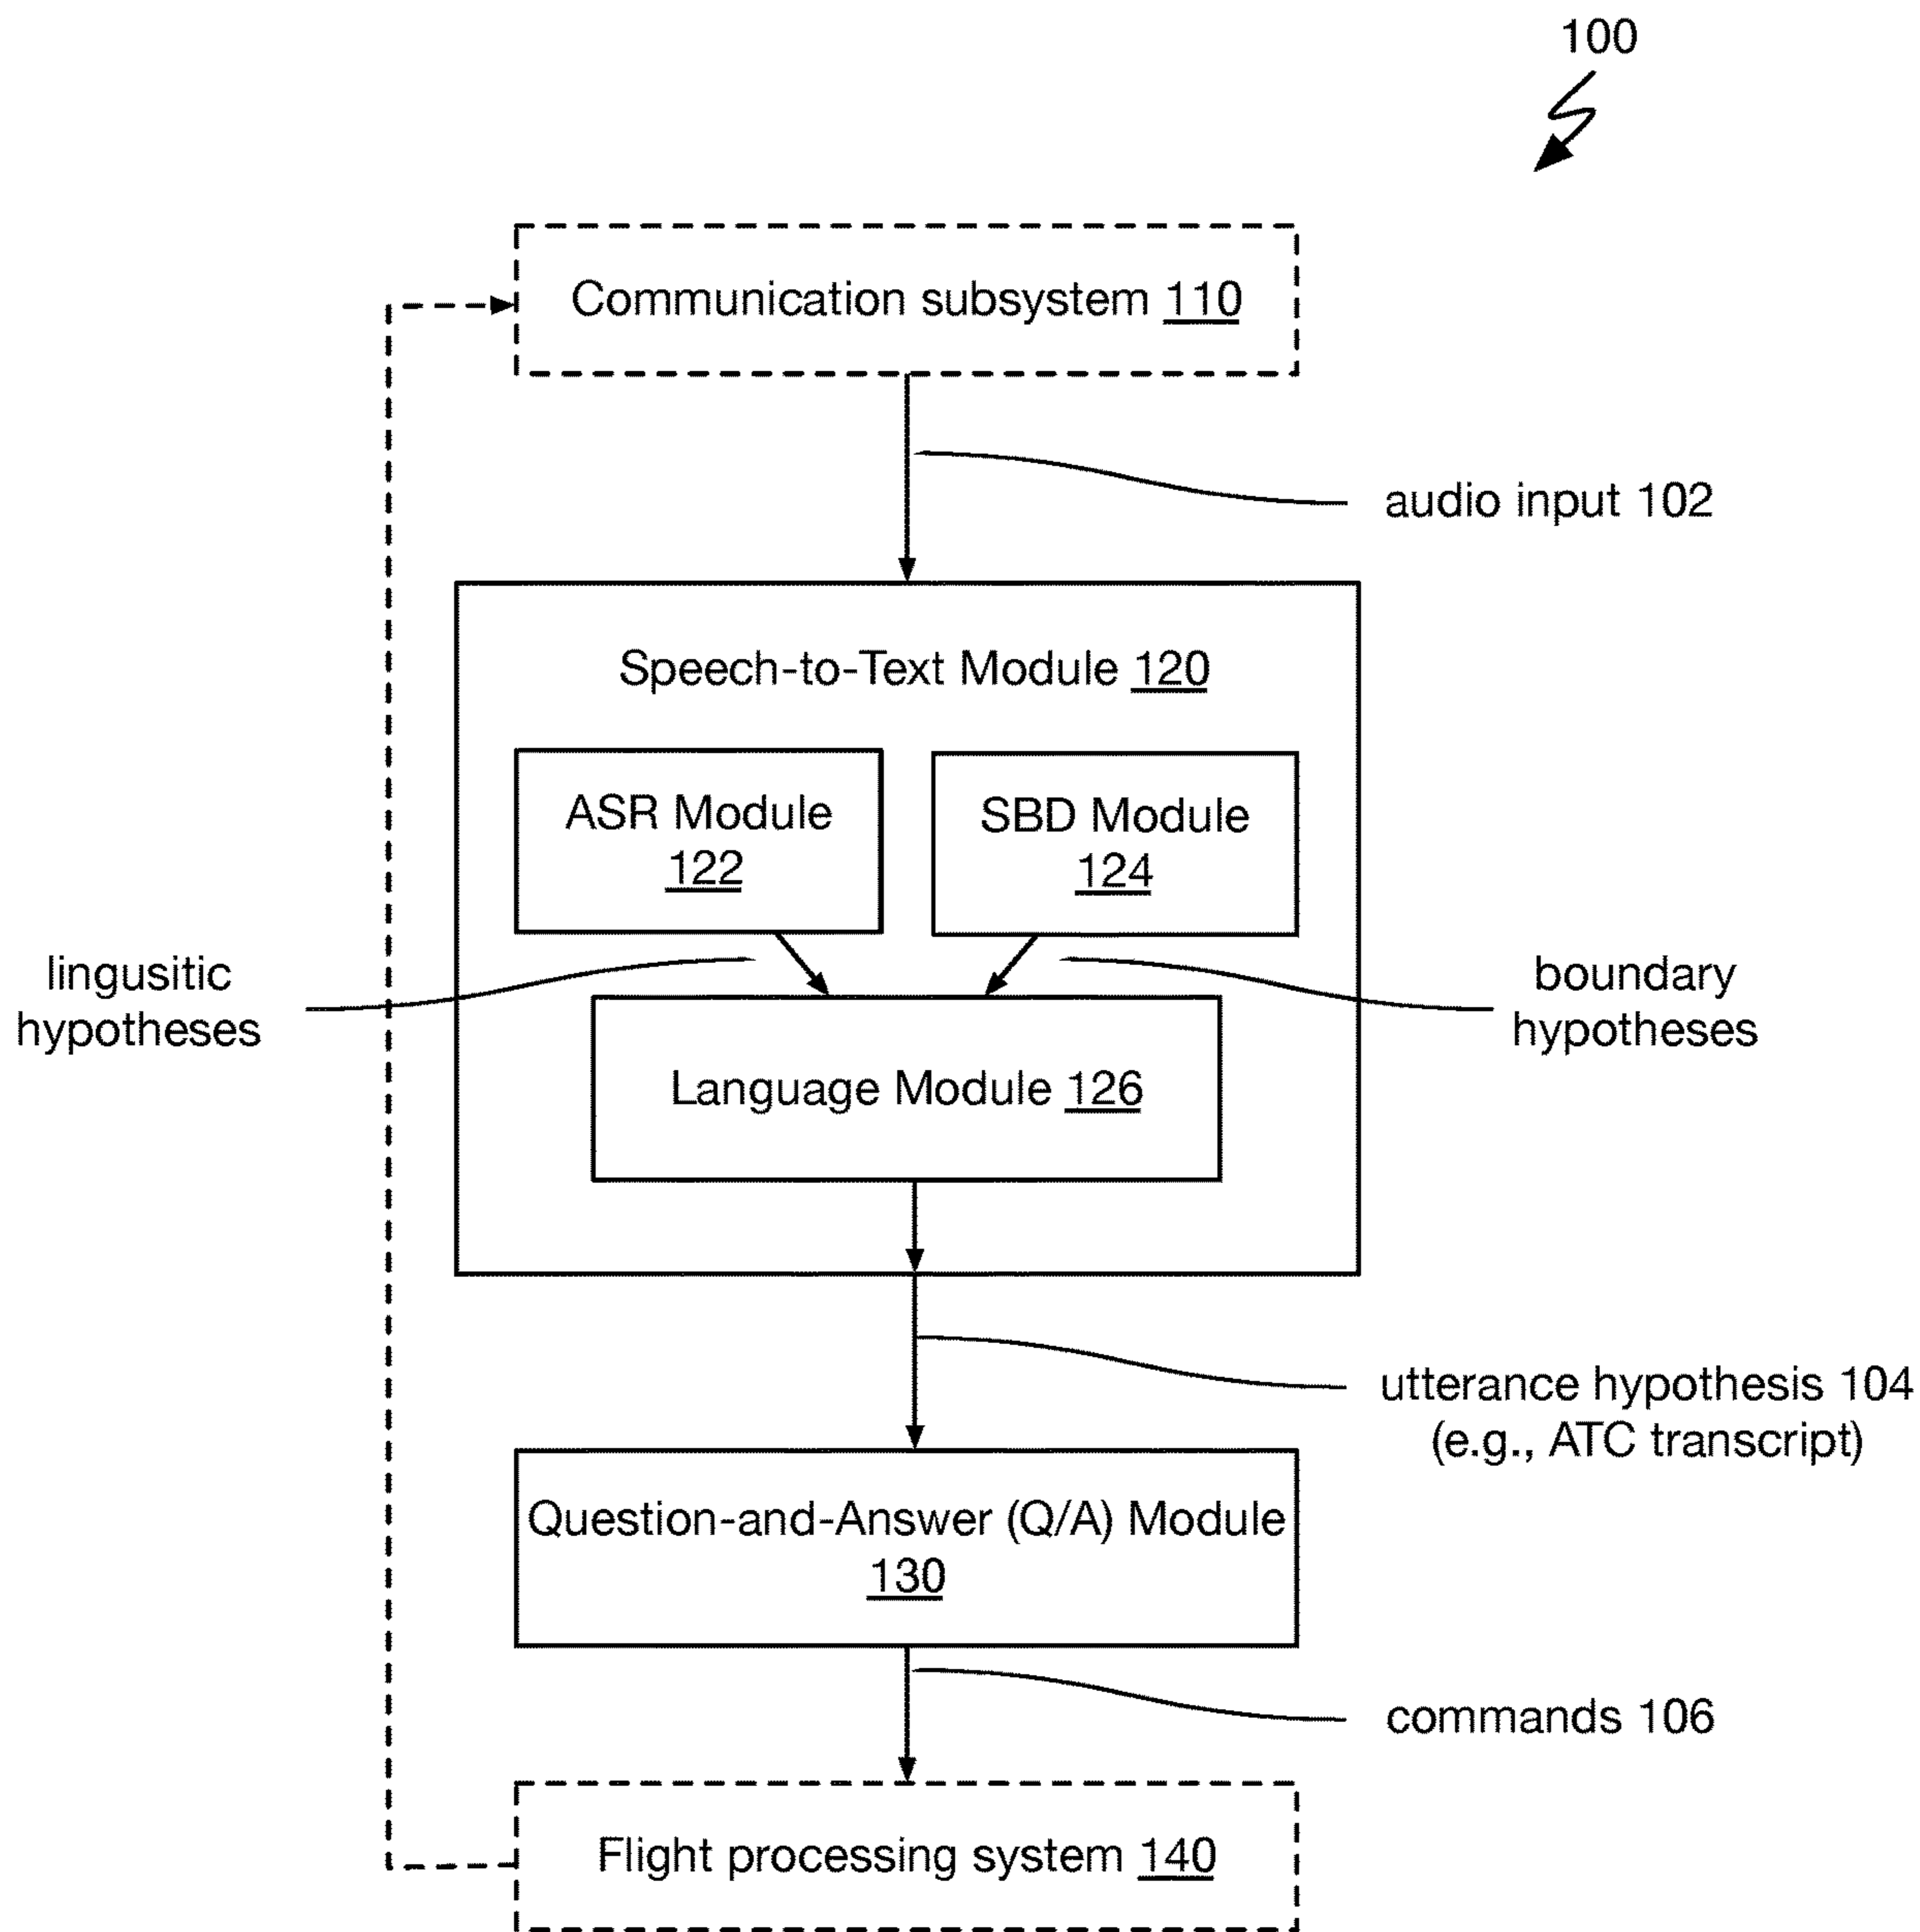 100
Communication subsystem 110
audio input 102
Speech-to-Text Module 120
ASR Module
122
SBD Module
124
lingusitic
hypotheses
boundary
hypotheses
Language Module 126
utterance hypothesis 104
(e.g., ATC transcript)
Question-and-Answer (Q/A) Module
130
commands 106
Flight processing system 140